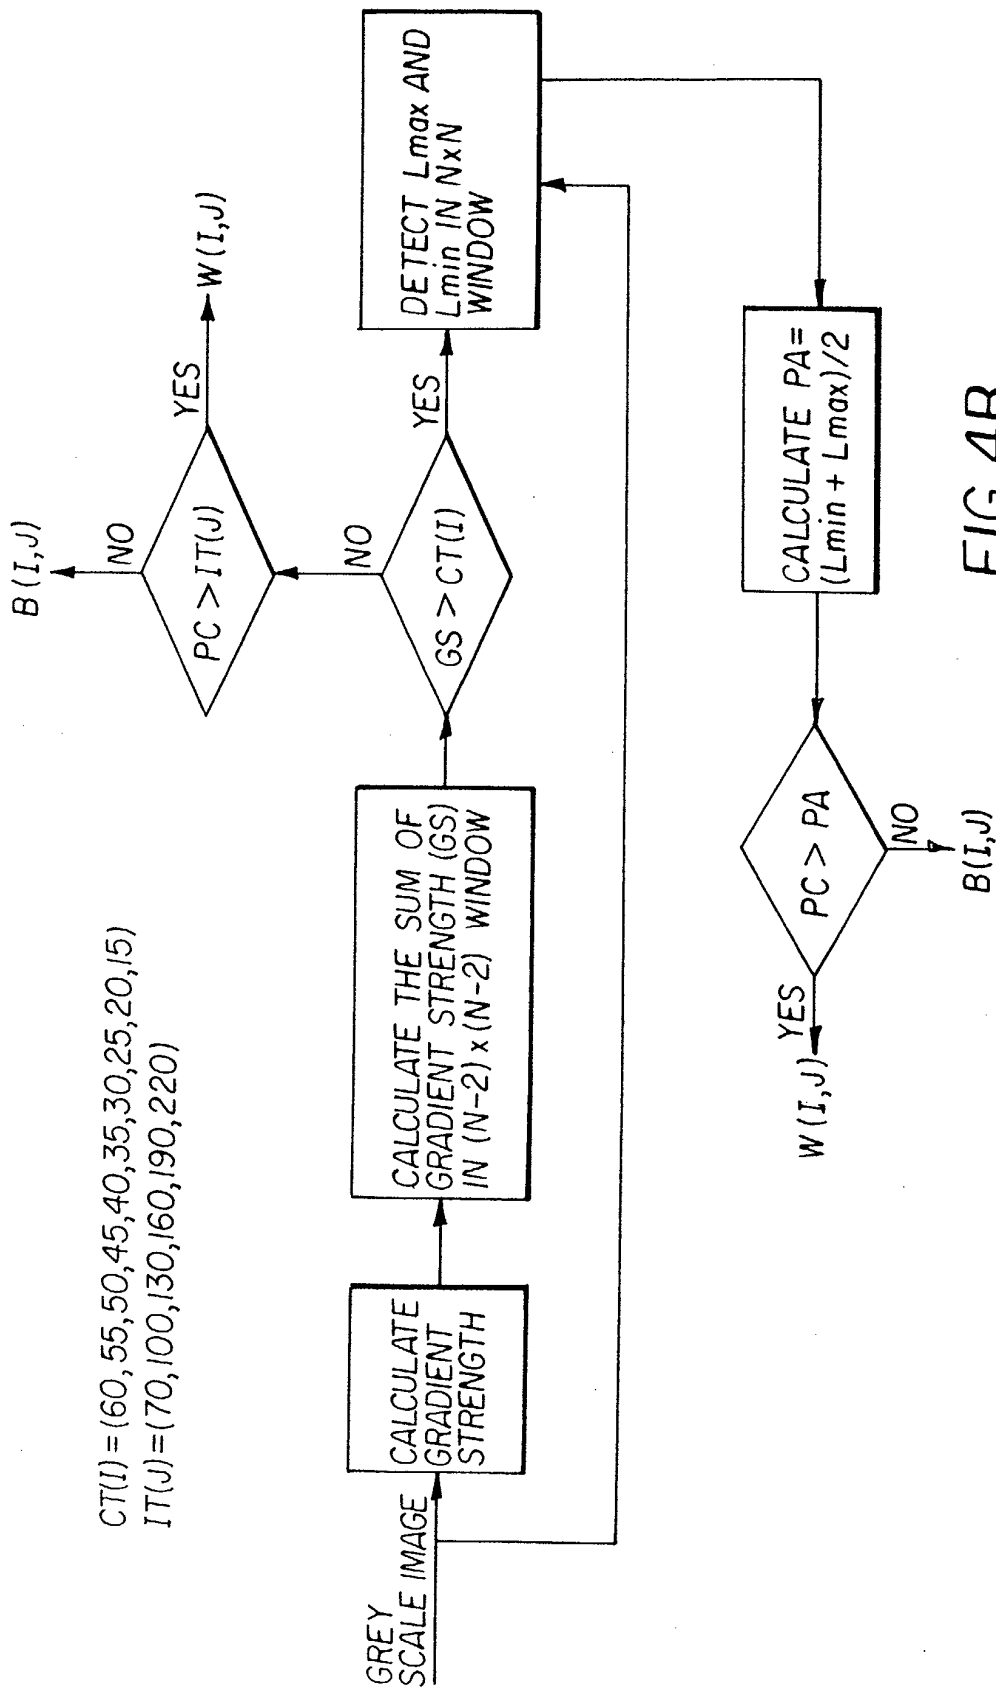 CT(I)=(60,55,50,45,40,35,30,25,20,15)
IT(J)=(70,100,130,160,190,220)
GREY
SCALE IMAGE
CALCULATE
GRADIENT
STRENGTH
CALCULATE THE SUM OF
GRADIENT STRENGTH (GS)
IN (N-2)x(N-2) WINDOW
GS > CT(I)
NO
YES
PC > IT(J)
NO
B(I,J)
YES
W(I,J)
DETECT Lmax AND
Lmin IN NxN
WINDOW
CALCULATE PA=
(Lmin + Lmax)/2
PC > PA
YES
W(I,J)
NO
B(I,J)
FIG.4B